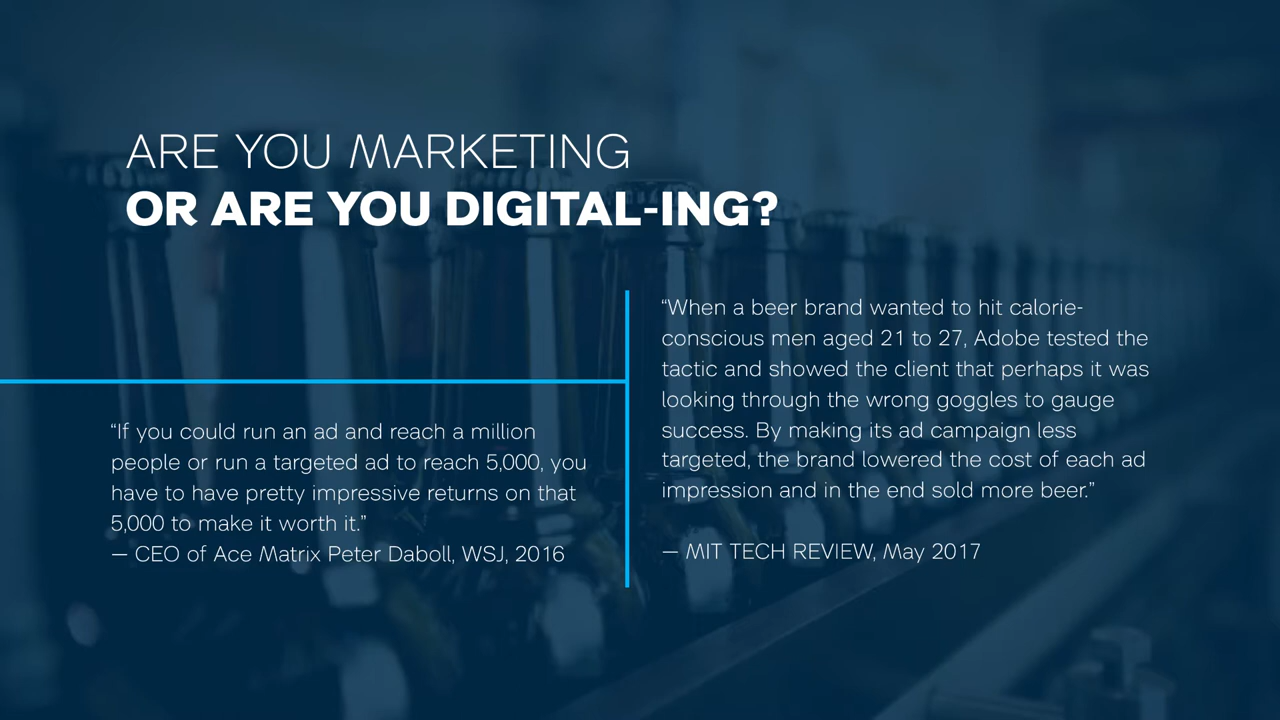 ARE YOU MARKETING
OR ARE YOU DIGITAL-ING?
“If you could run an ad and reach a million
people or run a targeted ad to reach 5,000, you
have to have pretty impressive returns on that
5,000 to make it worth it.”
— CEO of Ace Matrix Peter Daboll, WSJ, 2016
“When a beer brand wanted to hit calorie-
conscious men aged 21 to 27, Adobe tested the
tactic and showed the client that perhaps it was
looking through the wrong goggles to gauge
success. By making its ad campaign less
targeted, the brand lowered the cost of each ad
impression and in the end sold more beer.”
— MIT TECH REVIEW, May 2017